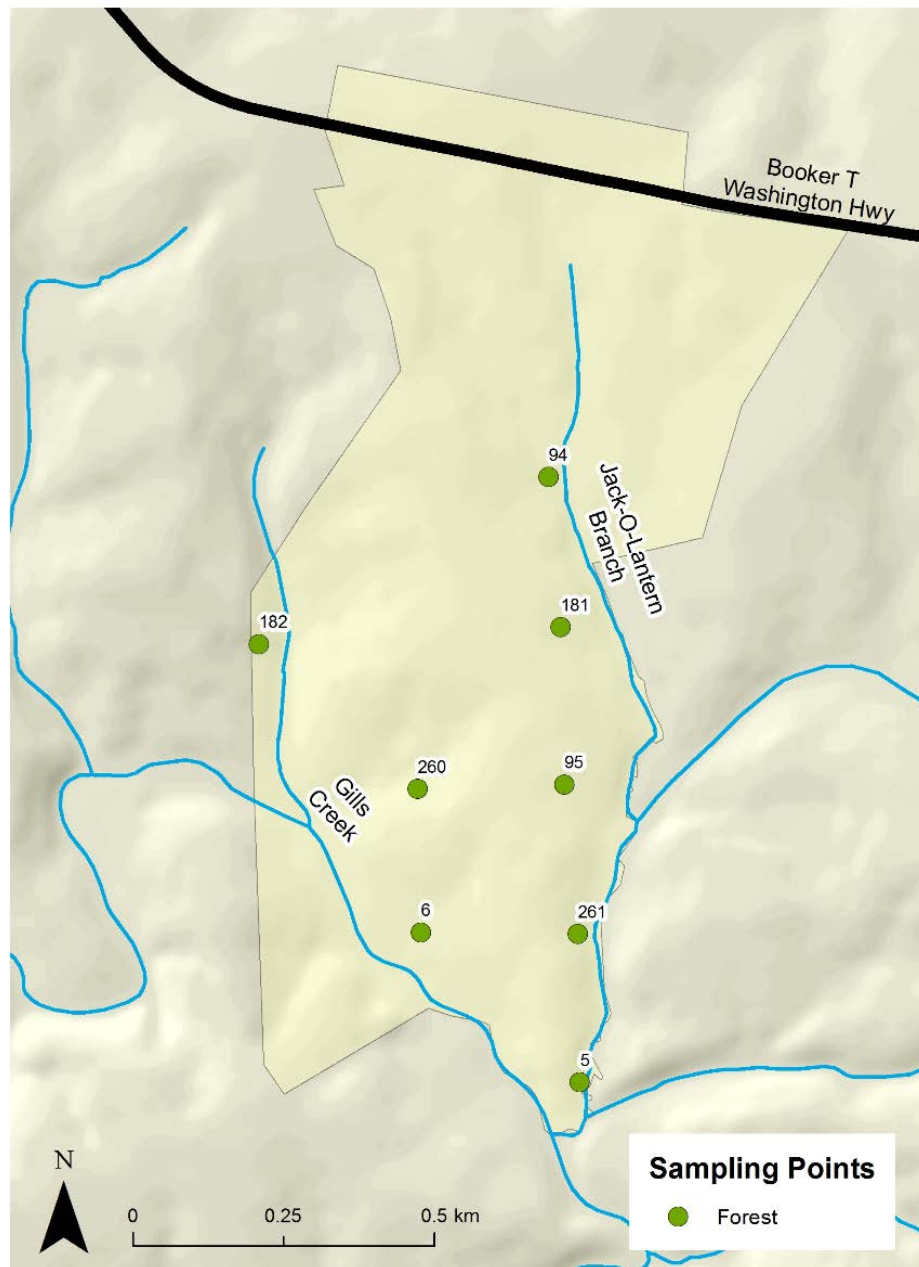 Booker T
Washington Hwy
94
Jack-O-Lantern
Branch
181
182
260
95
Gills
Creek
6
261
5
N
0 0.25 0.5 km
Sampling Points
Forest